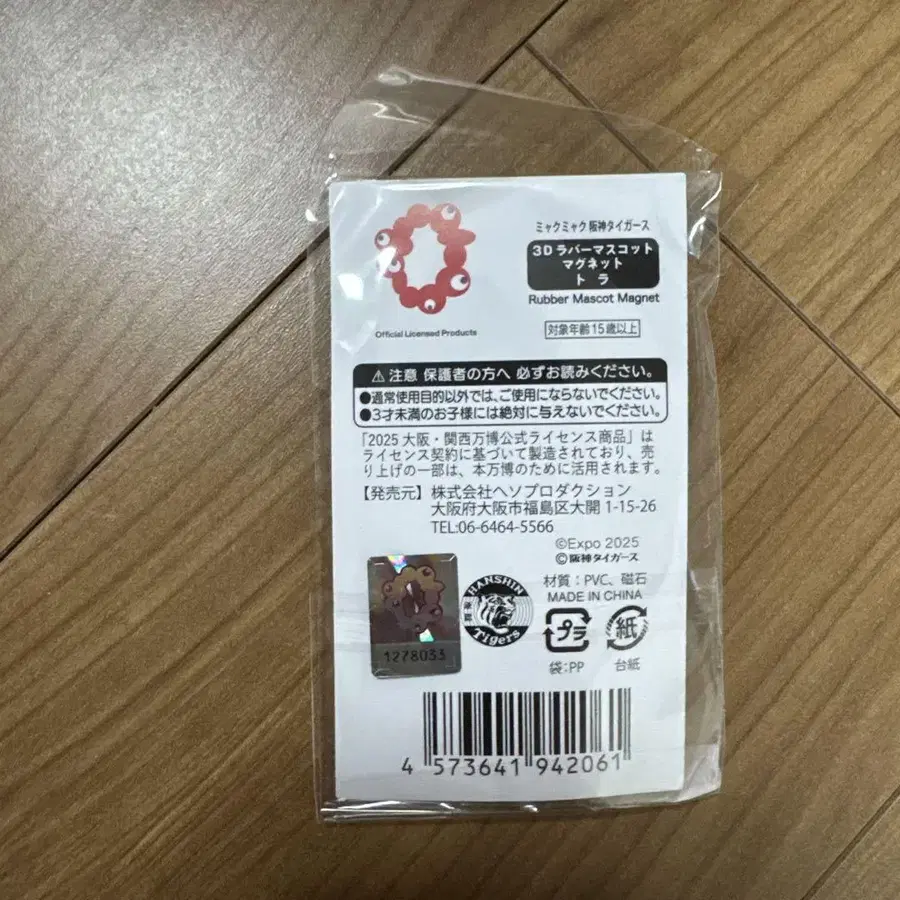 ミャクミャク 阪神タイガース
3Dラバーマスコット
マグネット
トラ
Rubber Mascot Magnet
Official Licensed Products
対象年齢15歳以上
⚠注意 保護者の方へ 必ずお読みください。
●通常使用目的以外では、ご使用にならないでください。
●3才未満のお子様には絶対に与えないでください。
「2025 大阪・関西万博公式ライセンス商品」は
ライセンス契約に基づいて製造されており、売
り上げの一部は、本万博のために活用されます。
【発売元】株式会社ヘソプロダクション
大阪府大阪市福島区大開 1-15-26
TEL:06-6464-5566
©Expo 2025
©阪神タイガース
材質：PVC、磁石
MADE IN CHINA
HANSHIN
Tigers
1278033
プラ
紙
袋:PP
台紙
4 573641 942061